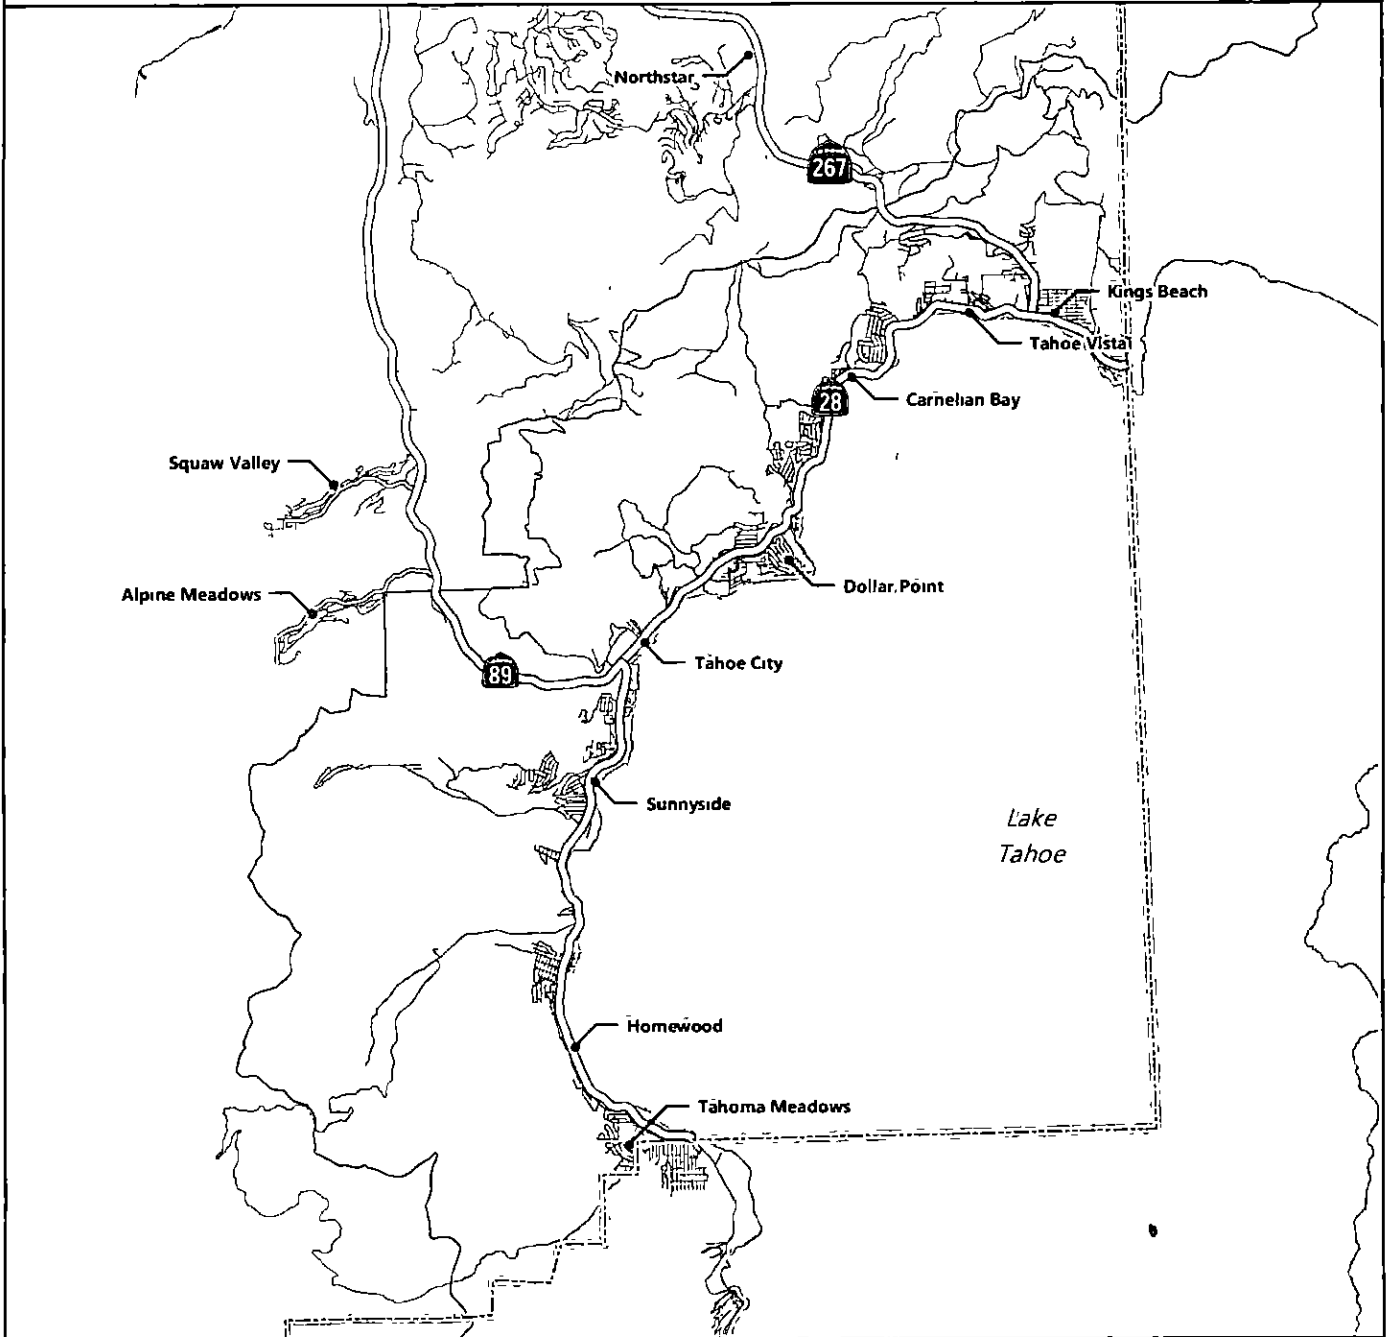 Northstar
267
Kings Beach
Tahoe Vista
28
Carnelian Bay
Squaw Valley
Alpine Meadows
Dollar Point
Tahoe City
89
Sunnyside
Lake
Tahoe
Homewood
Tahoma Meadows